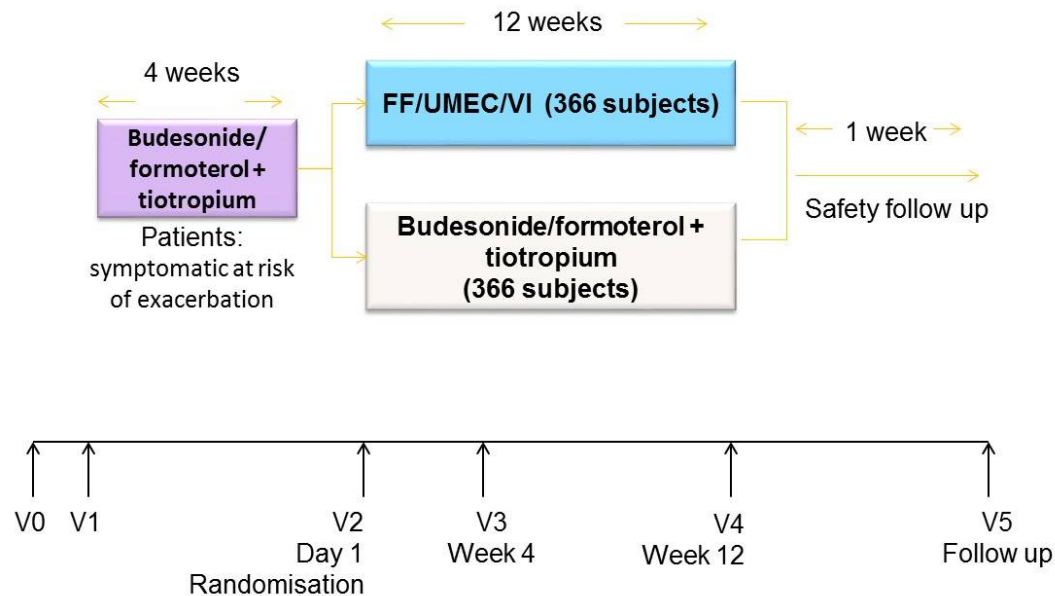 12 weeks
4 weeks
FF/UMEC/VI (366 subjects)
Budesonide/
formoterol +
tiotropium
1 week
Safety follow up
Patients:
symptomatic at risk
of exacerbation
Budesonide/formoterol +
tiotropium
(366 subjects)
V0
V1
V2
Day 1
Randomisation
V3
Week 4
V4
Week 12
V5
Follow up